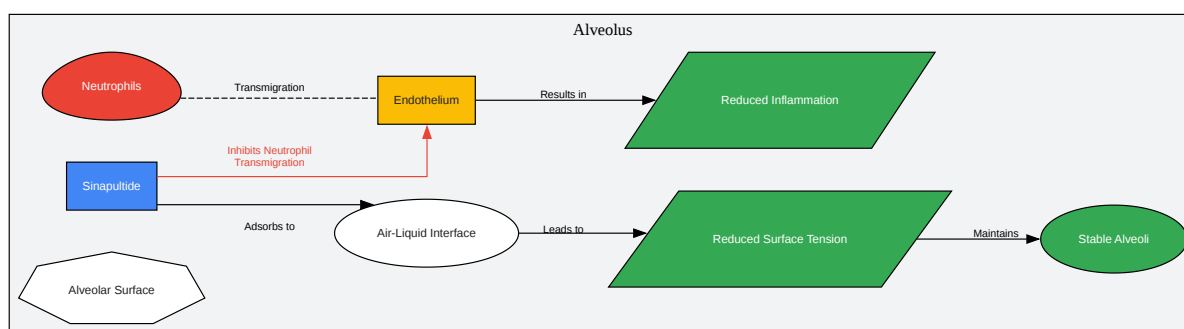 Alveolus
Neutrophils
Transmigration
Endothelium
Results in
Reduced Inflammation
Inhibits Neutrophil
Transmigration
Sinapultide
Adsorbs to
Air-Liquid Interface
Leads to
Reduced Surface Tension
Maintains
Stable Alveoli
Alveolar Surface